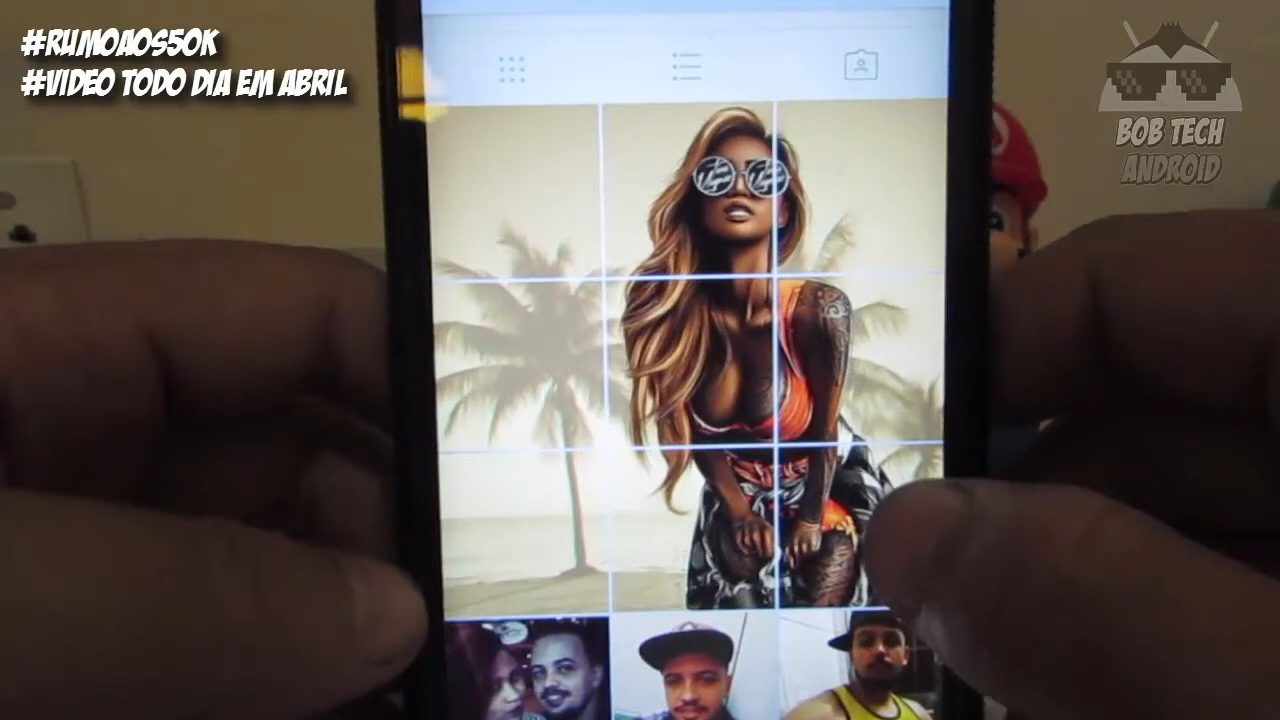 #RUMOAOS50K
#VIDEO TODO DIA EM ABRIL
BOB TECH
ANDROID